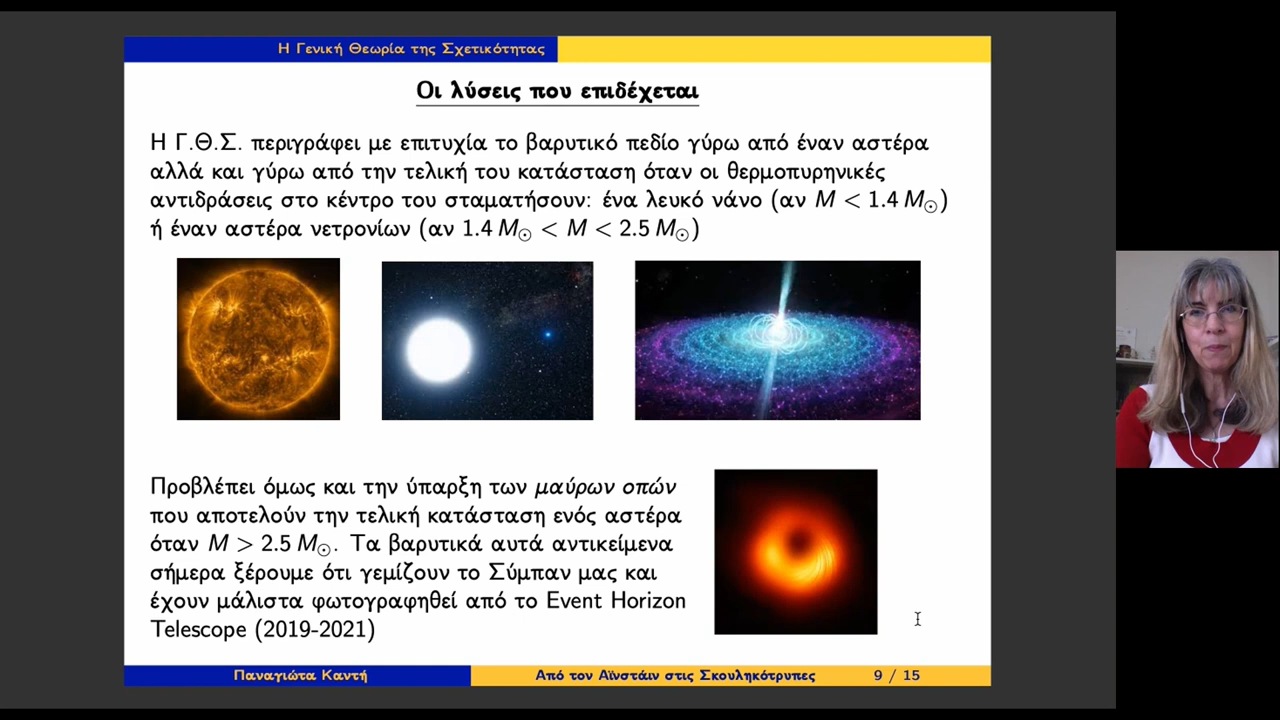 Η Γενική Θεωρία της Σχετικότητας
Οι λύσεις που επιδέχεται
Η Γ.Θ.Σ. περιγράφει με επιτυχία το βαρυτικό πεδίο γύρω από έναν αστέρα
αλλά και γύρω από την τελική του κατάσταση όταν οι θερμοπυρηνικές
αντιδράσεις στο κέντρο του σταματήσουν: ένα λευκό νάνο (αν M < 1.4 M⊙)
ή έναν αστέρα νετρονίων (αν 1.4 M⊙ < M < 2.5 M⊙)
Προβλέπει όμως και την ύπαρξη των μαύρων οπών
που αποτελούν την τελική κατάσταση ενός αστέρα
όταν M > 2.5 M⊙. Τα βαρυτικά αυτά αντικείμενα
σήμερα ξέρουμε ότι γεμίζουν το Σύμπαν μας και
έχουν μάλιστα φωτογραφηθεί από το Event Horizon
Telescope (2019-2021)
Παναγιώτα Καντή Από τον Αϊνστάιν στις Σκουληκότρυπες 9 / 15